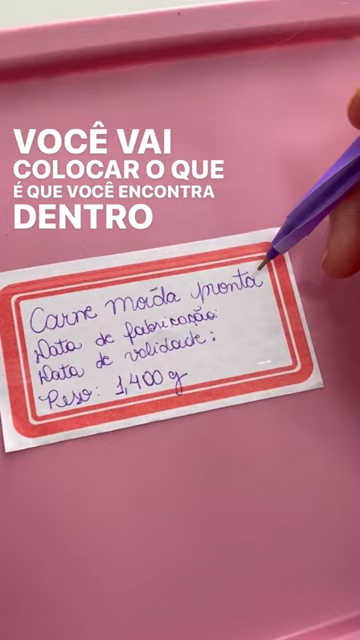 VOCÊ VAI
COLOCAR O QUE
É QUE VOCÊ ENCONTRA
DENTRO
Carne moída pronta
Data de fabricação:
Data de validade:
Peso: 1,400 g